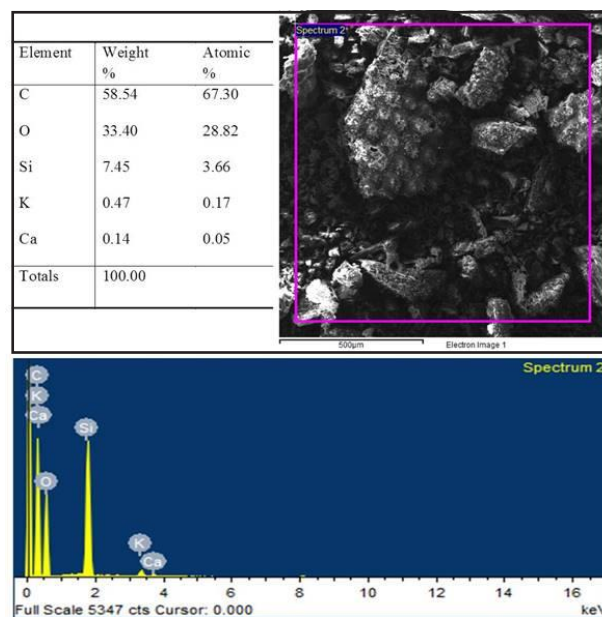 Element Weight % Atomic %
C 58.54 67.30
O 33.40 28.82
Si 7.45 3.66
K 0.47 0.17
Ca 0.14 0.05
Totals 100.00
Spectrum 2
500µm Electron Image 1
Spectrum 2
C
K
Ca
O
Si
K
Ca
0 2 4 6 8 10 12 14 16
Full Scale 5347 cts Cursor: 0.000 keV